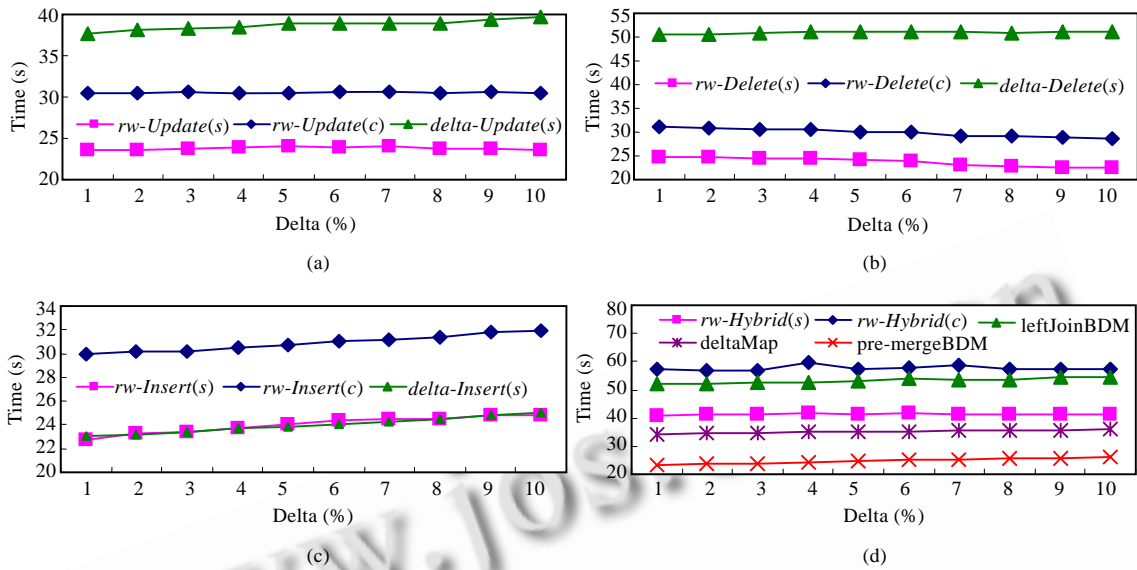 40
35
30
25
20
Time (s)
rw-Update(s) rw-Update(c) delta-Update(s)
1 2 3 4 5 6 7 8 9 10
Delta (%)
(a)
55
50
45
40
35
30
25
20
Time (s)
rw-Delete(s) rw-Delete(c) delta-Delete(s)
1 2 3 4 5 6 7 8 9 10
Delta (%)
(b)
34
32
30
28
26
24
22
20
Time (s)
rw-Insert(s) rw-Insert(c) delta-Insert(s)
1 2 3 4 5 6 7 8 9 10
Delta (%)
(c)
80
70
60
50
40
30
20
Time (s)
rw-Hybrid(s) rw-Hybrid(c) leftJoinBDM
deltaMap pre-mergeBDM
1 2 3 4 5 6 7 8 9 10
Delta (%)
(d)